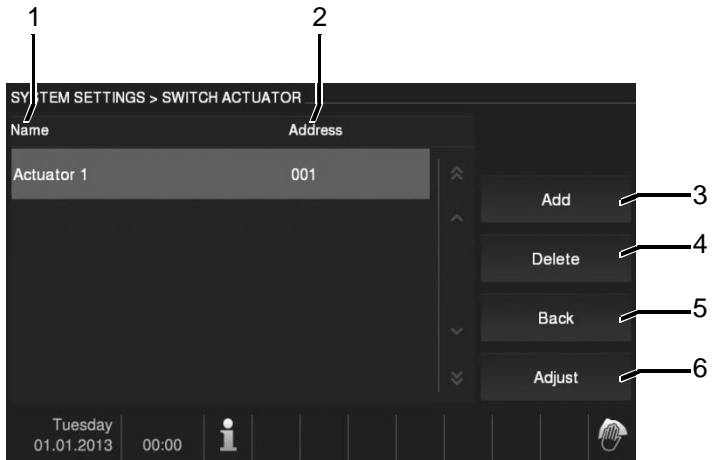 1 2
SYSTEM SETTINGS > SWITCH ACTUATOR
Name Address
Actuator 1 001
Add 3
Delete 4
Back 5
Adjust 6
Tuesday
01.01.2013 00:00